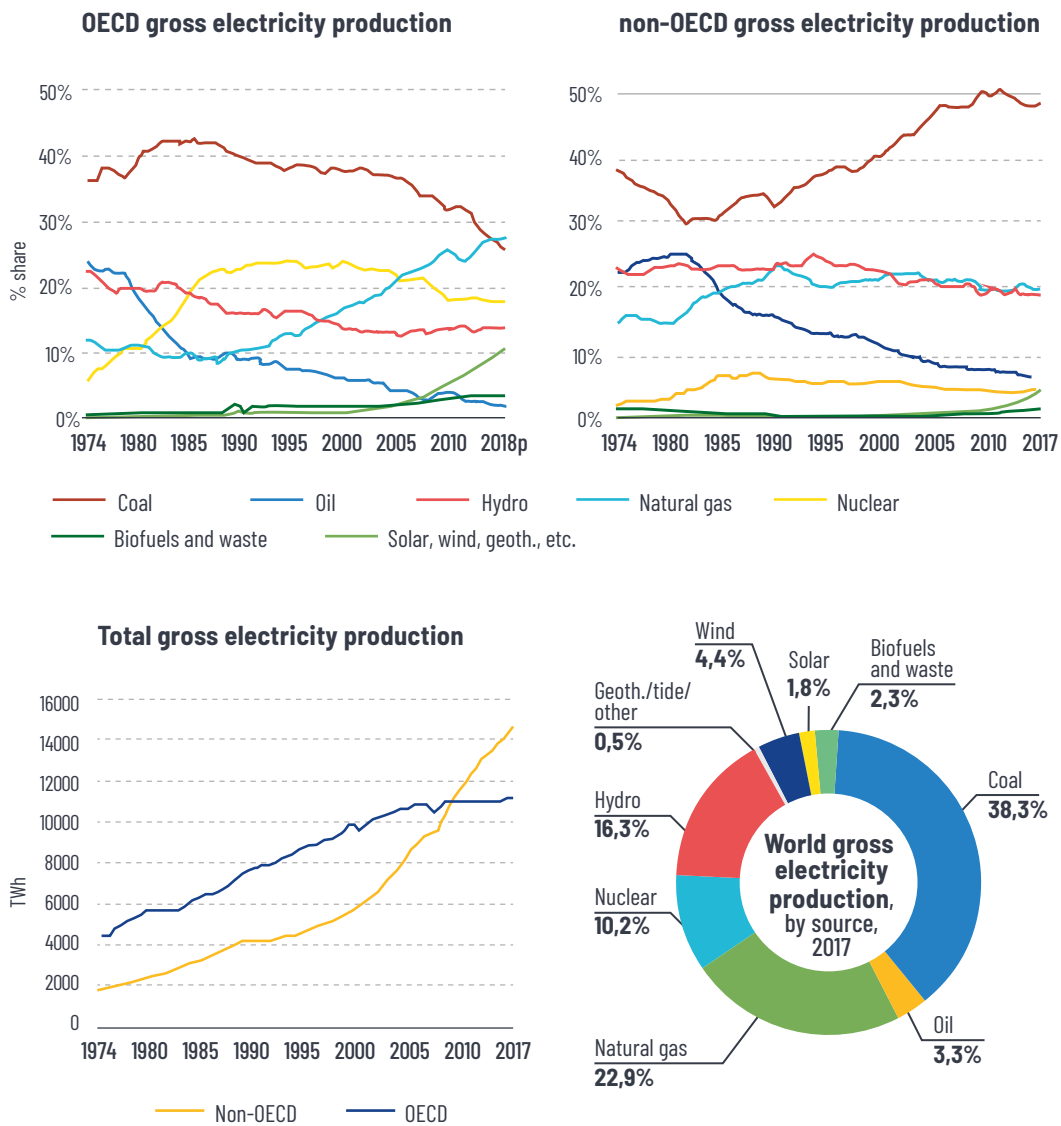 OECD gross electricity production
% share
50%
40%
30%
20%
10%
0%
1974 1980 1985 1990 1995 2000 2005 2010 2018p
non-OECD gross electricity production
50%
40%
30%
20%
10%
0%
1974 1980 1985 1990 1995 2000 2005 2010 2017
Coal Oil Hydro Natural gas Nuclear
Biofuels and waste Solar, wind, geoth., etc.
Total gross electricity production
TWh
16000
14000
12000
10000
8000
6000
4000
2000
0
1974 1980 1985 1990 1995 2000 2005 2010 2017
Non-OECD OECD
Wind
4,4%
Solar
1,8%
Biofuels
and waste
2,3%
Geoth./tide/
other
0,5%
Coal
38,3%
Hydro
16,3%
World gross
electricity
production,
by source,
2017
Nuclear
10,2%
Oil
3,3%
Natural gas
22,9%